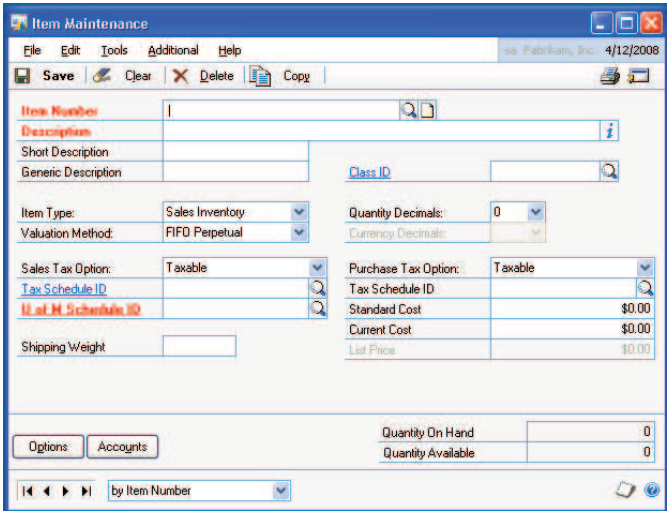 Item Maintenance
File Edit Tools Additional Help sa Fabrikam, Inc. 4/12/2008
Save Clear Delete Copy
Item Number
Description
Short Description
Generic Description Class ID
Item Type: Sales Inventory Quantity Decimals: 0
Valuation Method: FIFO Perpetual Currency Decimals:
Sales Tax Option: Taxable Purchase Tax Option: Taxable
Tax Schedule ID Tax Schedule ID
U of M Schedule ID Standard Cost $0.00
Current Cost $0.00
Shipping Weight List Price $0.00
Options Accounts Quantity On Hand 0
Quantity Available 0
by Item Number